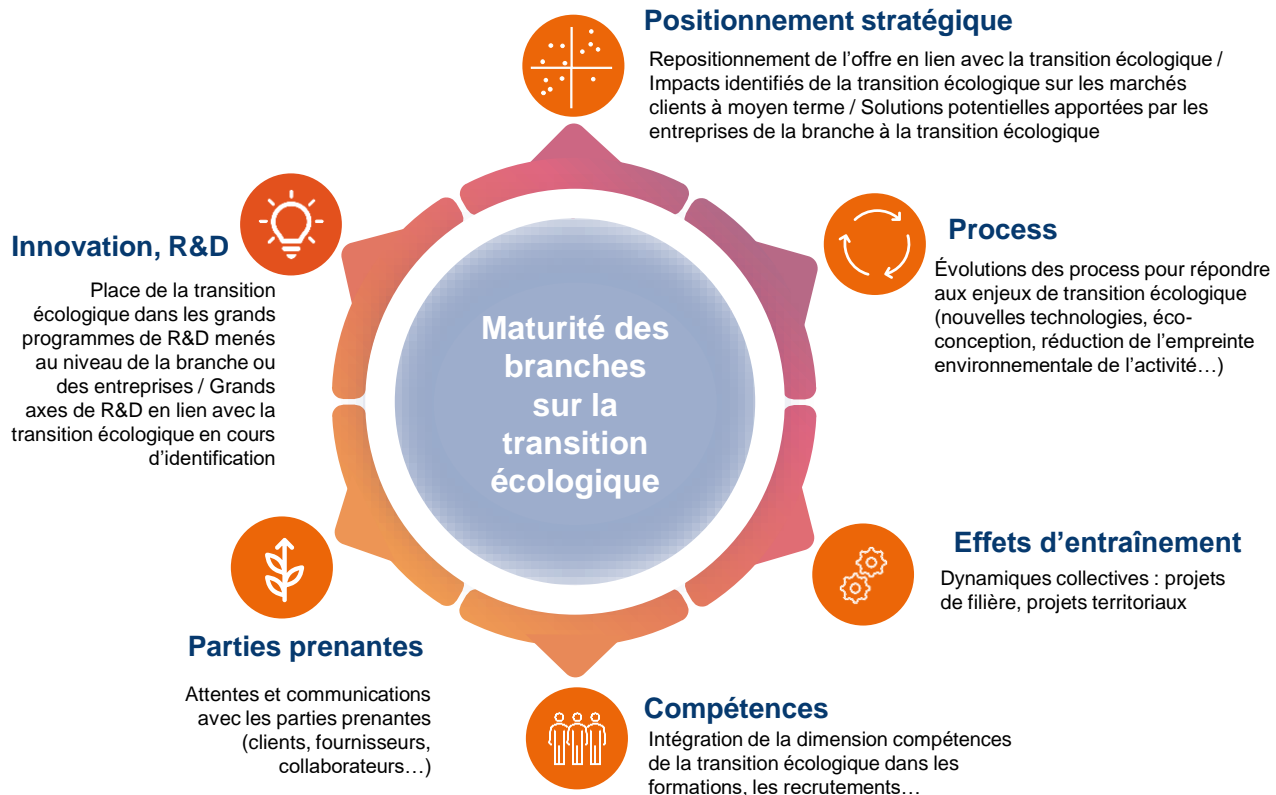 Positionnement stratégique
Repositionnement de l’offre en lien avec la transition écologique /
Impacts identifiés de la transition écologique sur les marchés
clients à moyen terme / Solutions potentielles apportées par les
entreprises de la branche à la transition écologique
Process
Évolutions des process pour répondre
aux enjeux de transition écologique
(nouvelles technologies, éco-
conception, réduction de l’empreinte
environnementale de l’activité…)
Effets d’entraînement
Dynamiques collectives : projets
de filière, projets territoriaux
Compétences
Intégration de la dimension compétences
de la transition écologique dans les
formations, les recrutements…
Parties prenantes
Attentes et communications
avec les parties prenantes
(clients, fournisseurs,
collaborateurs…)
Innovation, R&D
Place de la transition
écologique dans les grands
programmes de R&D menés
au niveau de la branche ou
des entreprises / Grands
axes de R&D en lien avec la
transition écologique en cours
d’identification
Maturité des
branches
sur la
transition
écologique